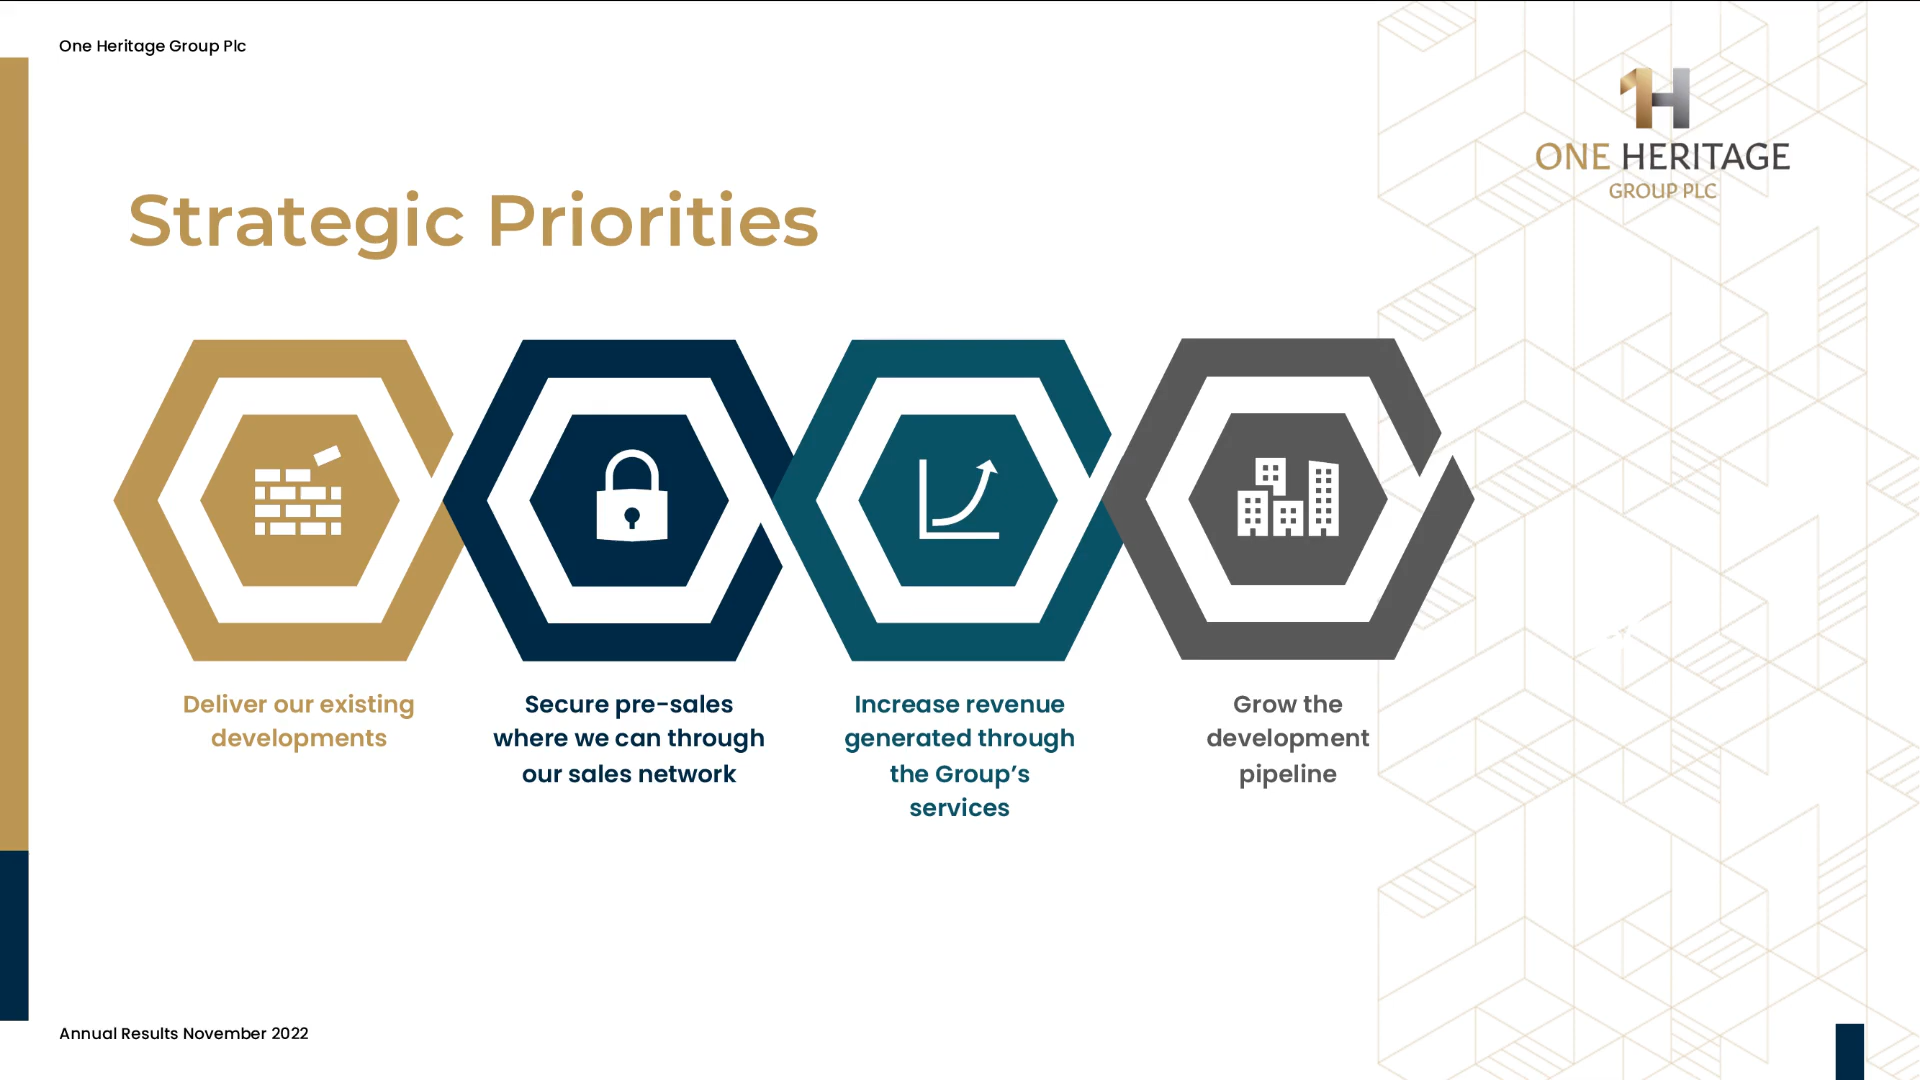 One Heritage Group Plc
ONE HERITAGE
GROUP PLC
Strategic Priorities
Deliver our existing
developments
Secure pre-sales
where we can through
our sales network
Increase revenue
generated through
the Group’s
services
Grow the
development
pipeline
Annual Results November 2022